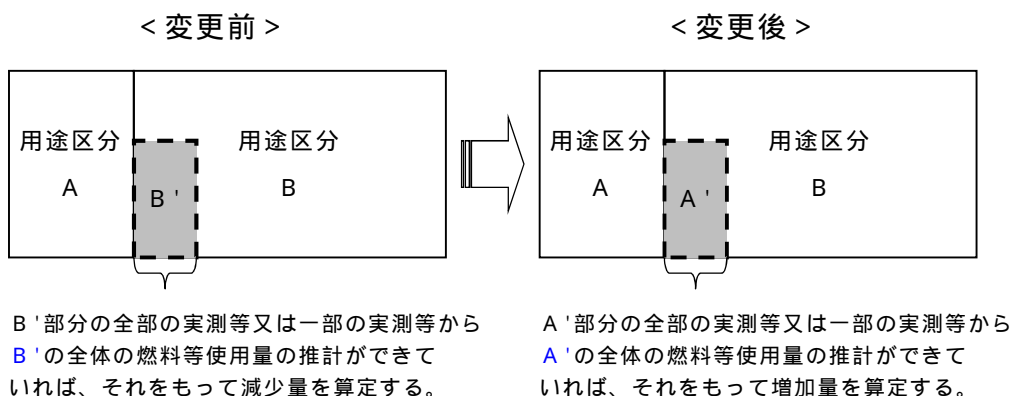 ＜変更前＞
＜変更後＞
用途区分
A
B'
用途区分
B
用途区分
A
A'
用途区分
B
B'部分の全部の実測等又は一部の実測等から
B'の全体の燃料等使用量の推計ができて
いれば、それをもって減少量を算定する。
A'部分の全部の実測等又は一部の実測等から
A'の全体の燃料等使用量の推計ができて
いれば、それをもって増加量を算定する。